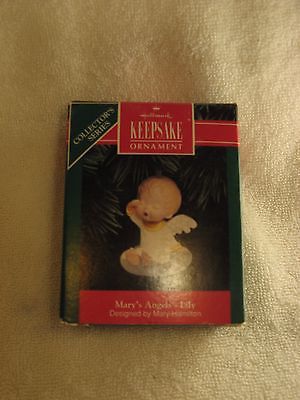 Hallmark
KEEPSAKE
ORNAMENT
COLLECTOR'S
SERIES
Mary's Angels - Lily
Designed by Mary Hamilton